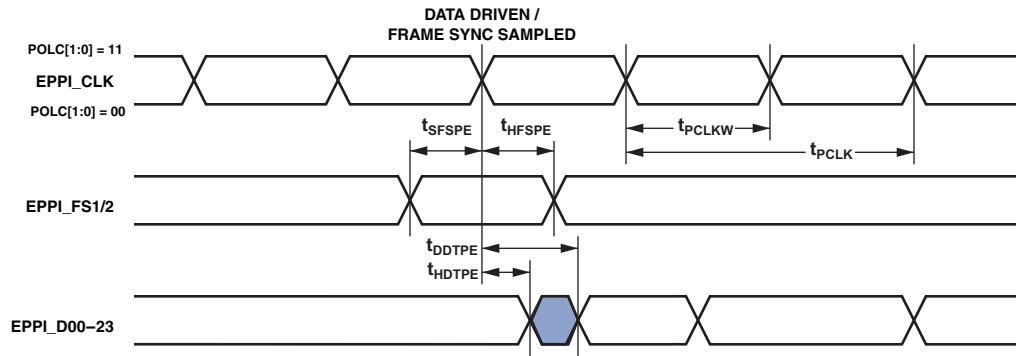 DATA DRIVEN /
FRAME SYNC SAMPLED
POLC[1:0] = 11
EPPI_CLK
POLC[1:0] = 00
tSFSPE
tHFSPE
tPCLKW
tPCLK
EPPI_FS1/2
tDDTPE
tHDTPE
EPPI_D00–23